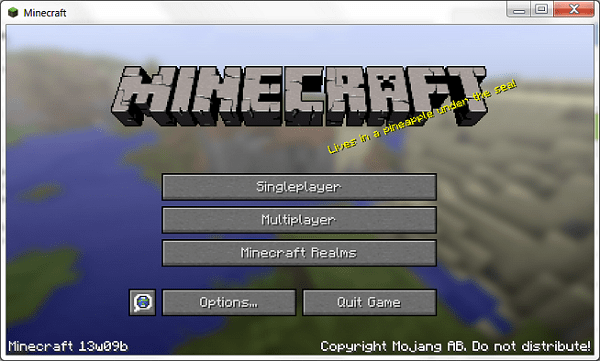 Minecraft
MINECRAFT
Lives in a pineapple under the sea!
Singleplayer
Multiplayer
Minecraft Realms
Options...
Quit Game
Minecraft 13w09b
Copyright Mojang AB. Do not distribute!